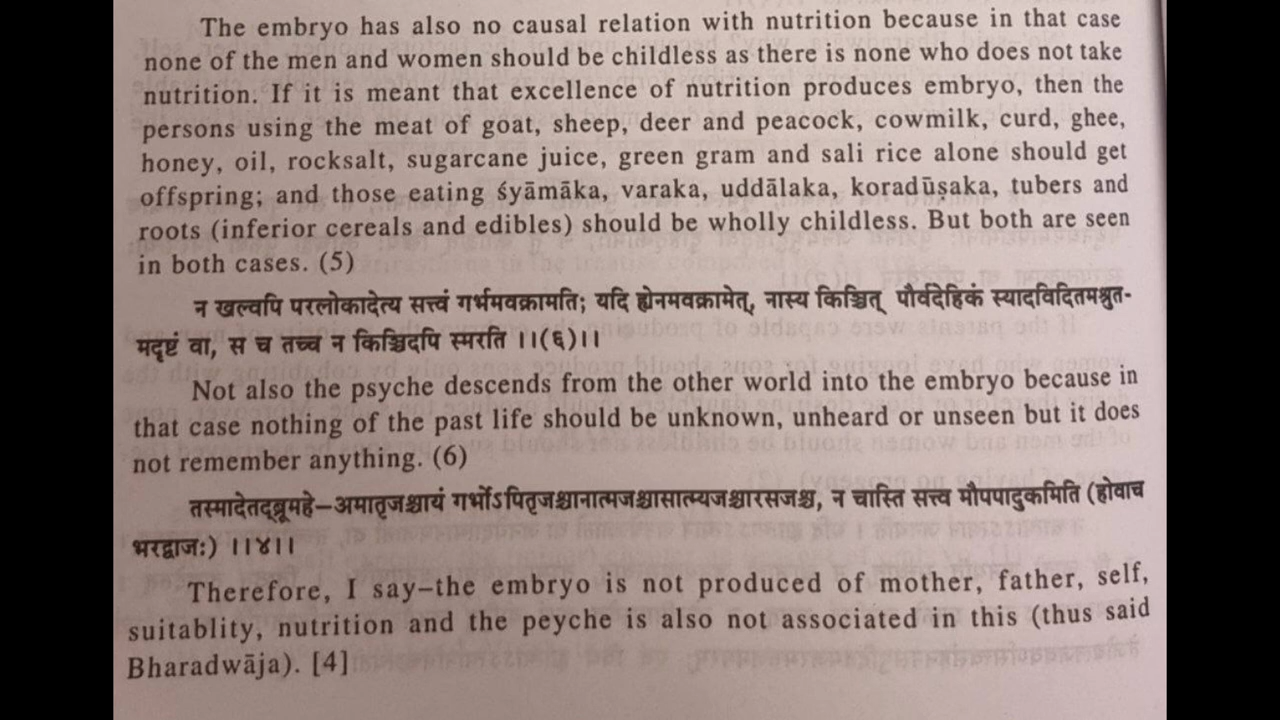 The embryo has also no causal relation with nutrition because in that case
none of the men and women should be childless as there is none who does not take
nutrition. If it is meant that excellence of nutrition produces embryo, then the
persons using the meat of goat, sheep, deer and peacock, cowmilk, curd, ghee,
honey, oil, rocksalt, sugarcane juice, green gram and sali rice alone should get
offspring; and those eating śyāmāka, varaka, uddālaka, koradūṣaka, tubers and
roots (inferior cereals and edibles) should be wholly childless. But both are seen
in both cases. (5)
न खल्वपि परलोकादेत्य सत्त्वं गर्भमवक्रामति; यदि ह्येनमवक्रामेत्, नास्य किञ्चित् पौर्वदेहिकं स्यादविदितमश्रुत-
मदृष्टं वा, स च तच्च न किञ्चिदपि स्मरति ।।(६)।।
Not also the psyche descends from the other world into the embryo because in
that case nothing of the past life should be unknown, unheard or unseen but it does
not remember anything. (6)
तस्मादेतद्ब्रूमहे–अमातृजश्चायं गर्भोऽपितृजश्चानात्मजश्चासात्म्यजश्चारसजश्च, न चास्ति सत्त्व मौपपादुकमिति (होवाच
भरद्वाजः) ।।४।।
Therefore, I say–the embryo is not produced of mother, father, self,
suitablity, nutrition and the peyche is also not associated in this (thus said
Bharadwāja). [4]